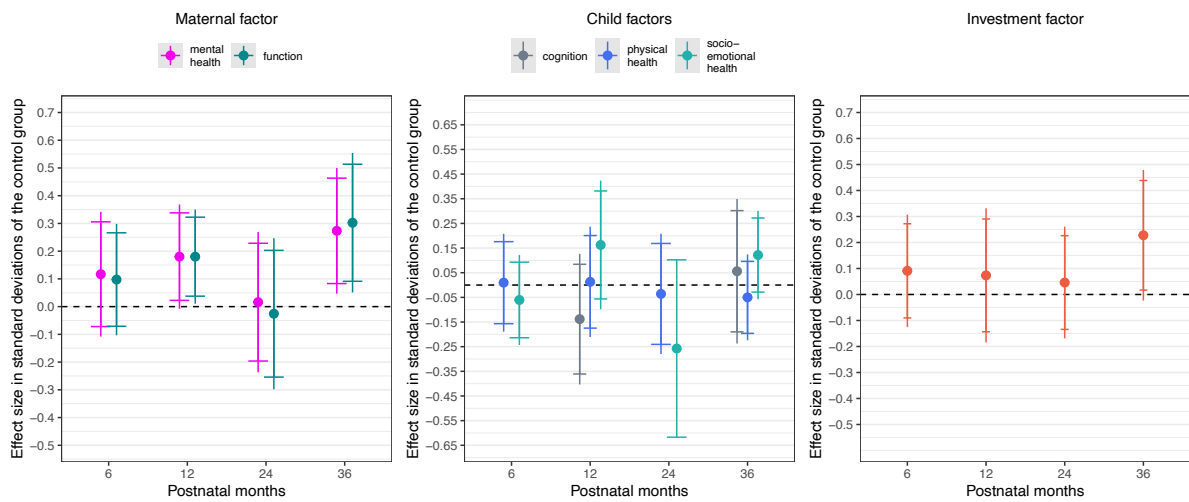 Maternal factor
mental
health
function
Effect size in standard deviations of the control group
0.7
0.6
0.5
0.4
0.3
0.2
0.1
0.0
−0.1
−0.2
−0.3
−0.4
−0.5
6
12
24
36
Postnatal months
Child factors
cognition
physical
health
socio−
emotional
health
Effect size in standard deviations of the control group
0.65
0.55
0.45
0.35
0.25
0.15
0.05
−0.05
−0.15
−0.25
−0.35
−0.45
−0.55
−0.65
6
12
24
36
Postnatal months
Investment factor
Effect size in standard deviations of the control group
0.7
0.6
0.5
0.4
0.3
0.2
0.1
0.0
−0.1
−0.2
−0.3
−0.4
−0.5
6
12
24
36
Postnatal months